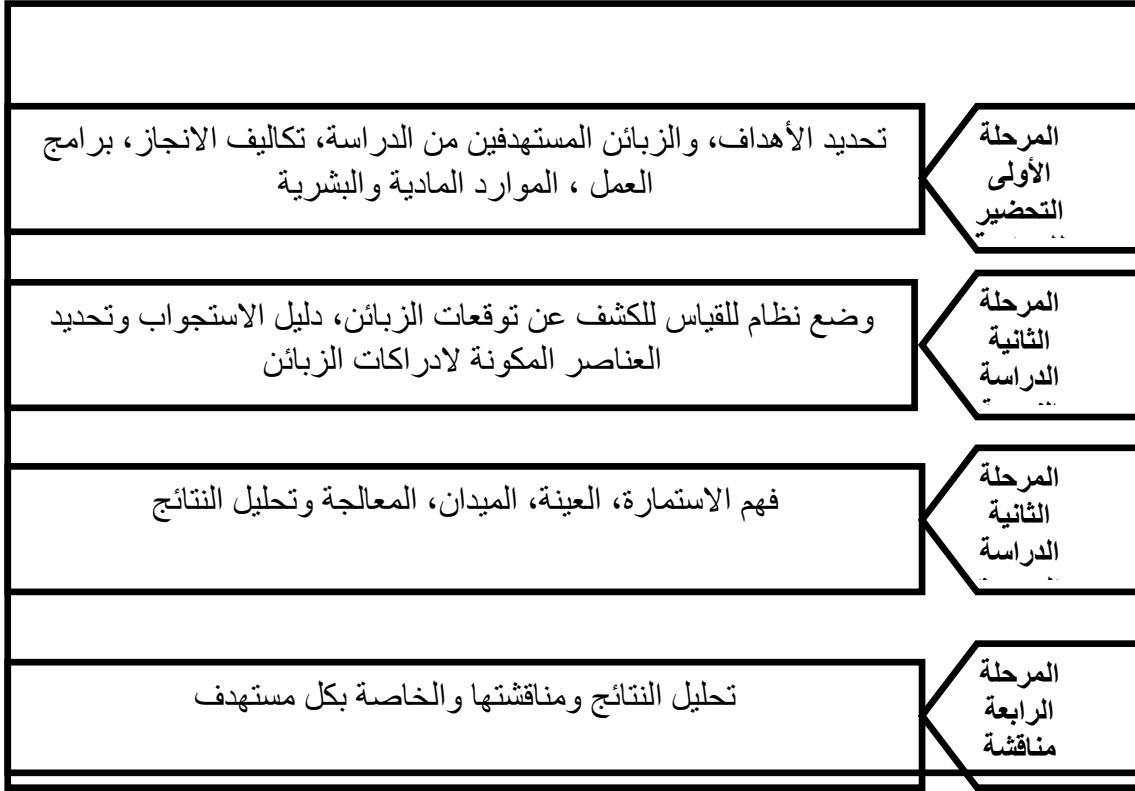 المرحلة
الأولى
التحضير
تحديد الأهداف، والزبائن المستهدفين من الدراسة، تكاليف الانجاز، برامج
العمل ، الموارد المادية والبشرية
المرحلة
الثانية
الدراسة
وضع نظام للقياس للكشف عن توقعات الزبائن، دليل الاستجواب وتحديد
العناصر المكونة لادراكات الزبائن
المرحلة
الثانية
الدراسة
فهم الاستمارة، العينة، الميدان، المعالجة وتحليل النتائج
المرحلة
الرابعة
مناقشة
تحليل النتائج ومناقشتها والخاصة بكل مستهدف